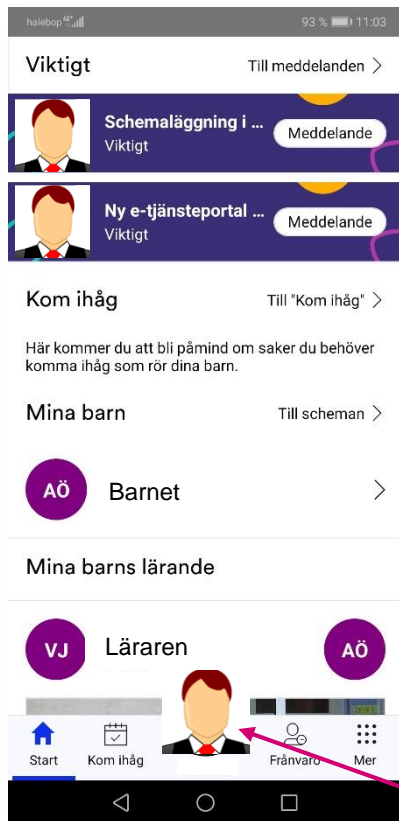 halebop 93 % 11:03
Viktigt Till meddelanden >
Schemaläggning i ... Meddelande
Viktigt
Ny e-tjänsteportal ... Meddelande
Viktigt
Kom ihåg Till "Kom ihåg" >
Här kommer du att bli påmind om saker du behöver
komma ihåg som rör dina barn.
Mina barn Till scheman >
AÖ Barnet
Mina barns lärande
VJ Läraren AÖ
Start Kom ihåg Frånvaro Mer